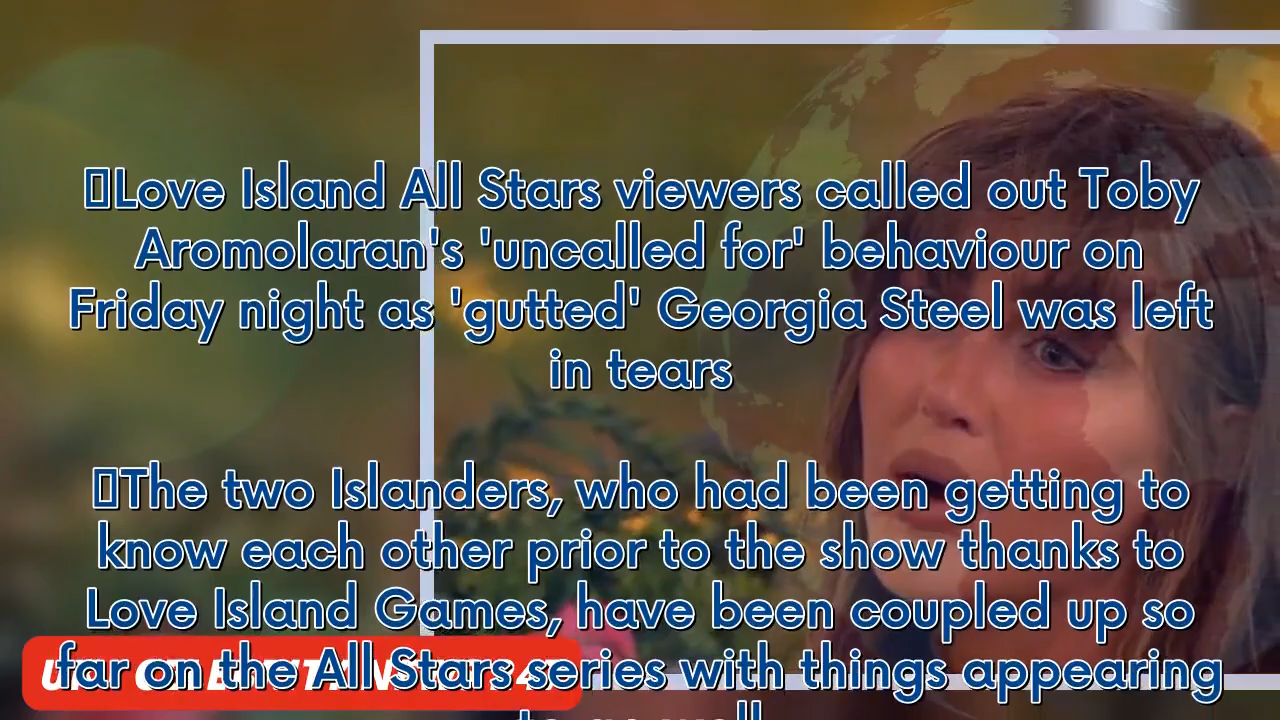 Love Island All Stars viewers called out Toby
Aromolaran's 'uncalled for' behaviour on
Friday night as 'gutted' Georgia Steel was left
in tears
The two Islanders, who had been getting to
know each other prior to the show thanks to
Love Island Games, have been coupled up so
far on the All Stars series with things appearing
to go well